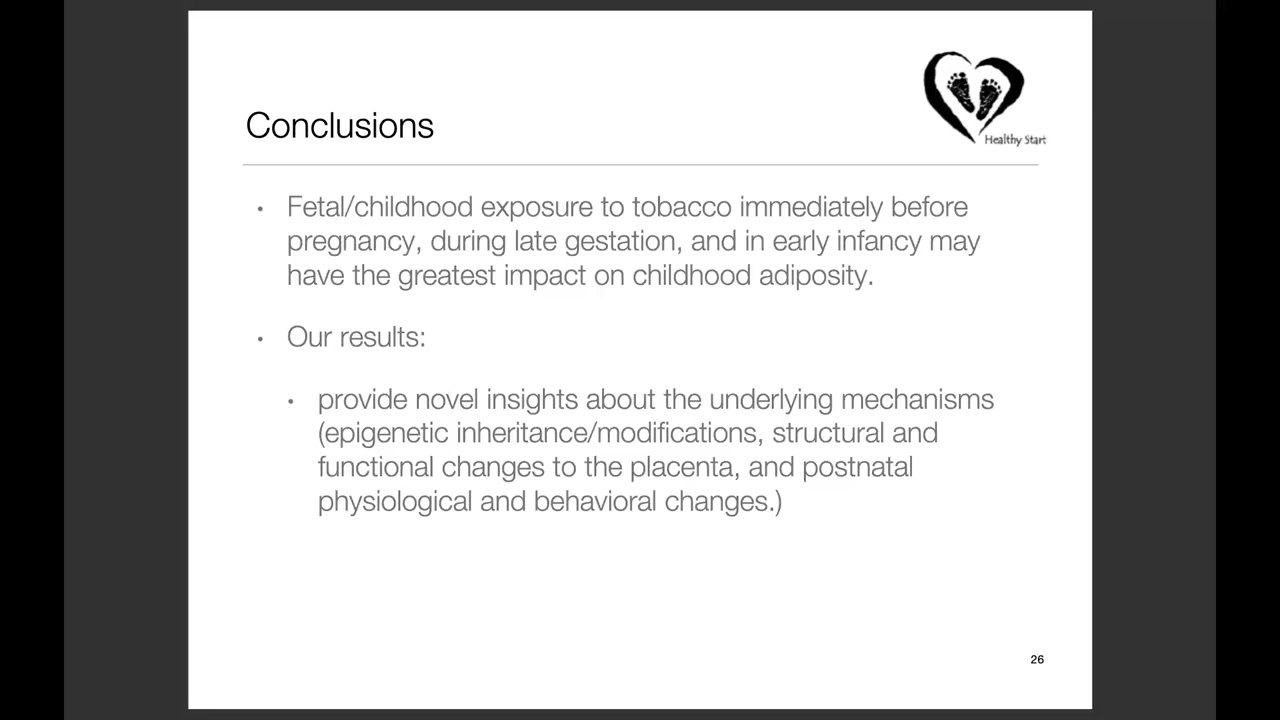 Healthy Start
Conclusions
• Fetal/childhood exposure to tobacco immediately before
pregnancy, during late gestation, and in early infancy may
have the greatest impact on childhood adiposity.
• Our results:
• provide novel insights about the underlying mechanisms
(epigenetic inheritance/modifications, structural and
functional changes to the placenta, and postnatal
physiological and behavioral changes.)
26